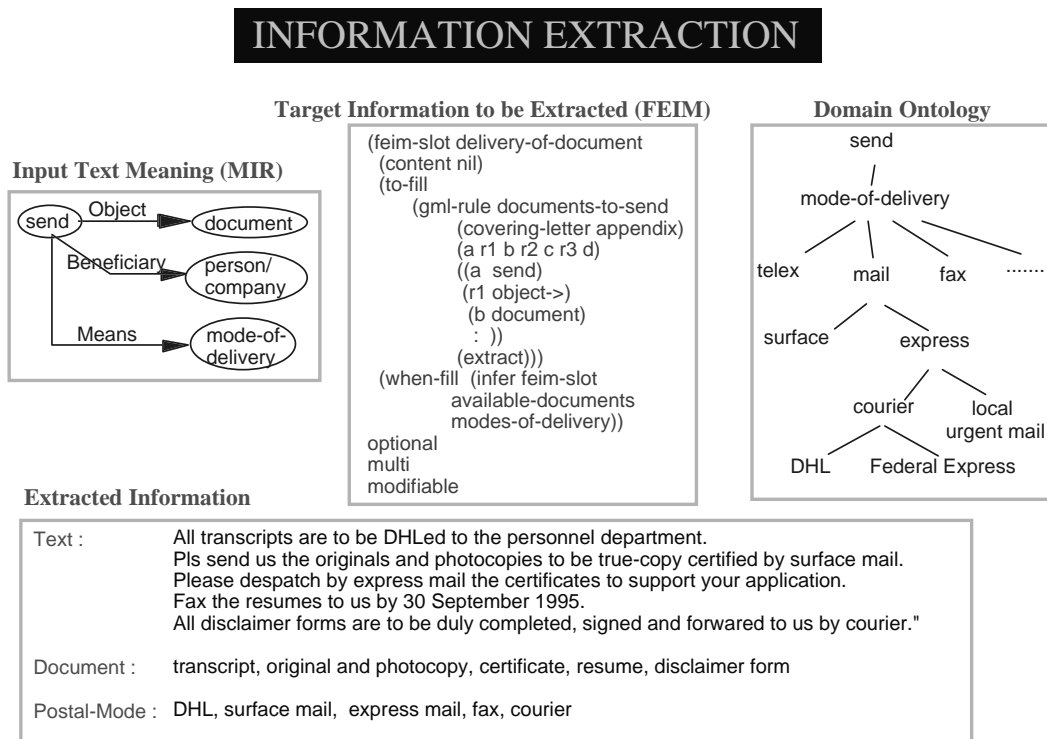 INFORMATION EXTRACTION
Target Information to be Extracted (FEIM)
Domain Ontology
Input Text Meaning (MIR)
send
Object
document
Beneficiary
person/
company
Means
mode-of-
delivery
(feim-slot delivery-of-document
(content nil)
(to-fill
(gml-rule documents-to-send
(covering-letter appendix)
(a r1 b r2 c r3 d)
((a send)
(r1 object->)
(b document)
: ))
(extract)))
(when-fill (infer feim-slot
available-documents
modes-of-delivery))
optional
multi
modifiable
send
mode-of-delivery
telex
mail
fax
.......
surface
express
courier
local
urgent mail
DHL
Federal Express
Extracted Information
Text : All transcripts are to be DHLed to the personnel department.
Pls send us the originals and photocopies to be true-copy certified by surface mail.
Please despatch by express mail the certificates to support your application.
Fax the resumes to us by 30 September 1995.
All disclaimer forms are to be duly completed, signed and forwared to us by courier."
Document : transcript, original and photocopy, certificate, resume, disclaimer form
Postal-Mode : DHL, surface mail, express mail, fax, courier